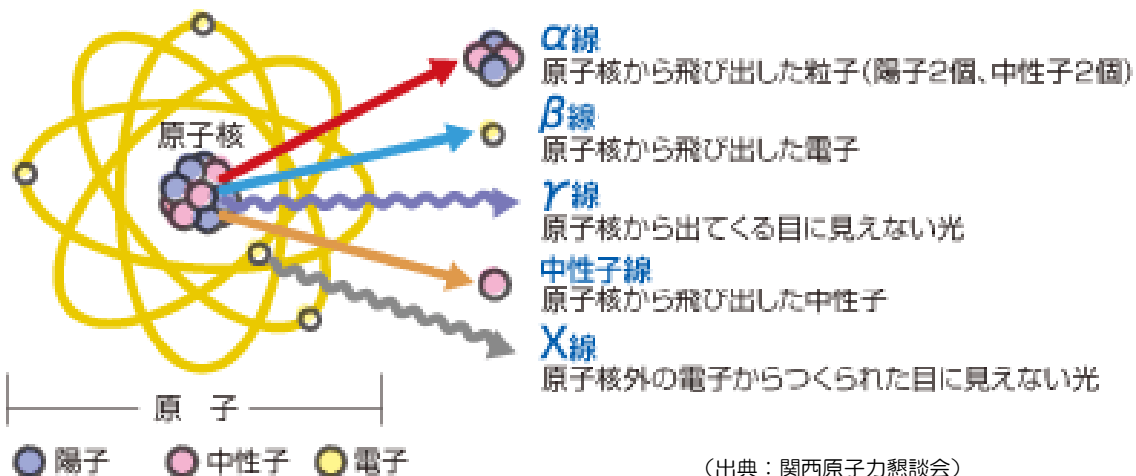 α線
原子核から飛び出した粒子(陽子2個、中性子2個)
β線
原子核から飛び出した電子
原子核
γ線
原子核から出てくる目に見えない光
中性子線
原子核から飛び出した中性子
X線
原子核外の電子からつくられた目に見えない光
原 子
陽子 中性子 電子
(出典：関西原子力懇談会)